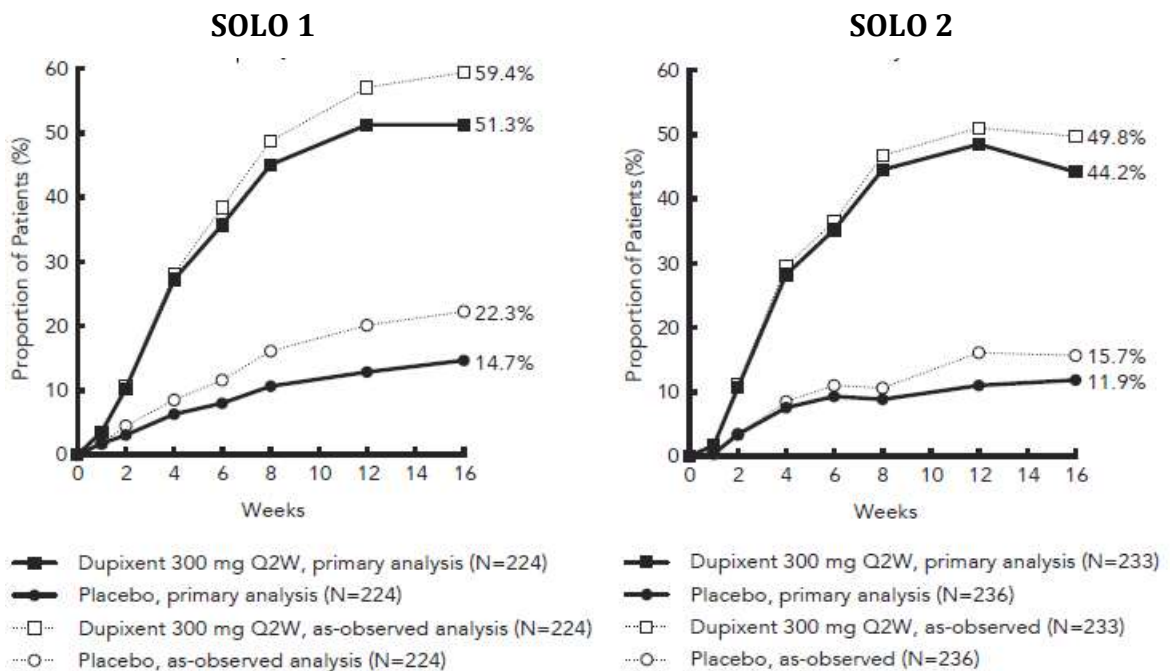 SOLO 1
SOLO 2
Proportion of Patients (%)
60
50
40
30
20
10
0
59.4%
51.3%
22.3%
14.7%
0 2 4 6 8 10 12 14 16
Weeks
Dupixent 300 mg Q2W, primary analysis (N=224)
Placebo, primary analysis (N=224)
Dupixent 300 mg Q2W, as-observed analysis (N=224)
Placebo, as-observed analysis (N=224)
Proportion of Patients (%)
60
50
40
30
20
10
0
49.8%
44.2%
15.7%
11.9%
0 2 4 6 8 10 12 14 16
Weeks
Dupixent 300 mg Q2W, primary analysis (N=233)
Placebo, primary analysis (N=236)
Dupixent 300 mg Q2W, as-observed (N=233)
Placebo, as-observed (N=236)